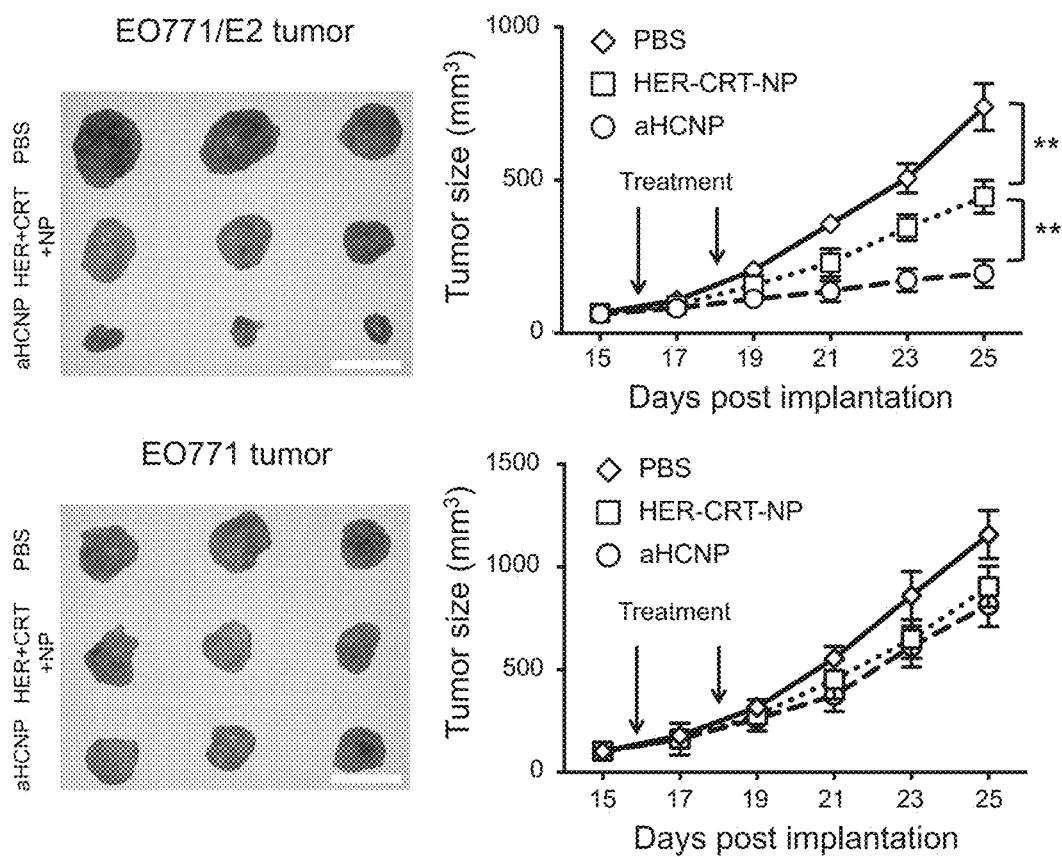 EO771/E2 tumor
PBS
HER+CRT
+NP
aHCNP
Tumor size (mm³)
1000
500
0
PBS
HER-CRT-NP
aHCNP
Treatment
**
**
15 17 19 21 23 25
Days post implantation
EO771 tumor
PBS
HER+CRT
+NP
aHCNP
Tumor size (mm³)
1500
1000
500
0
PBS
HER-CRT-NP
aHCNP
Treatment
15 17 19 21 23 25
Days post implantation